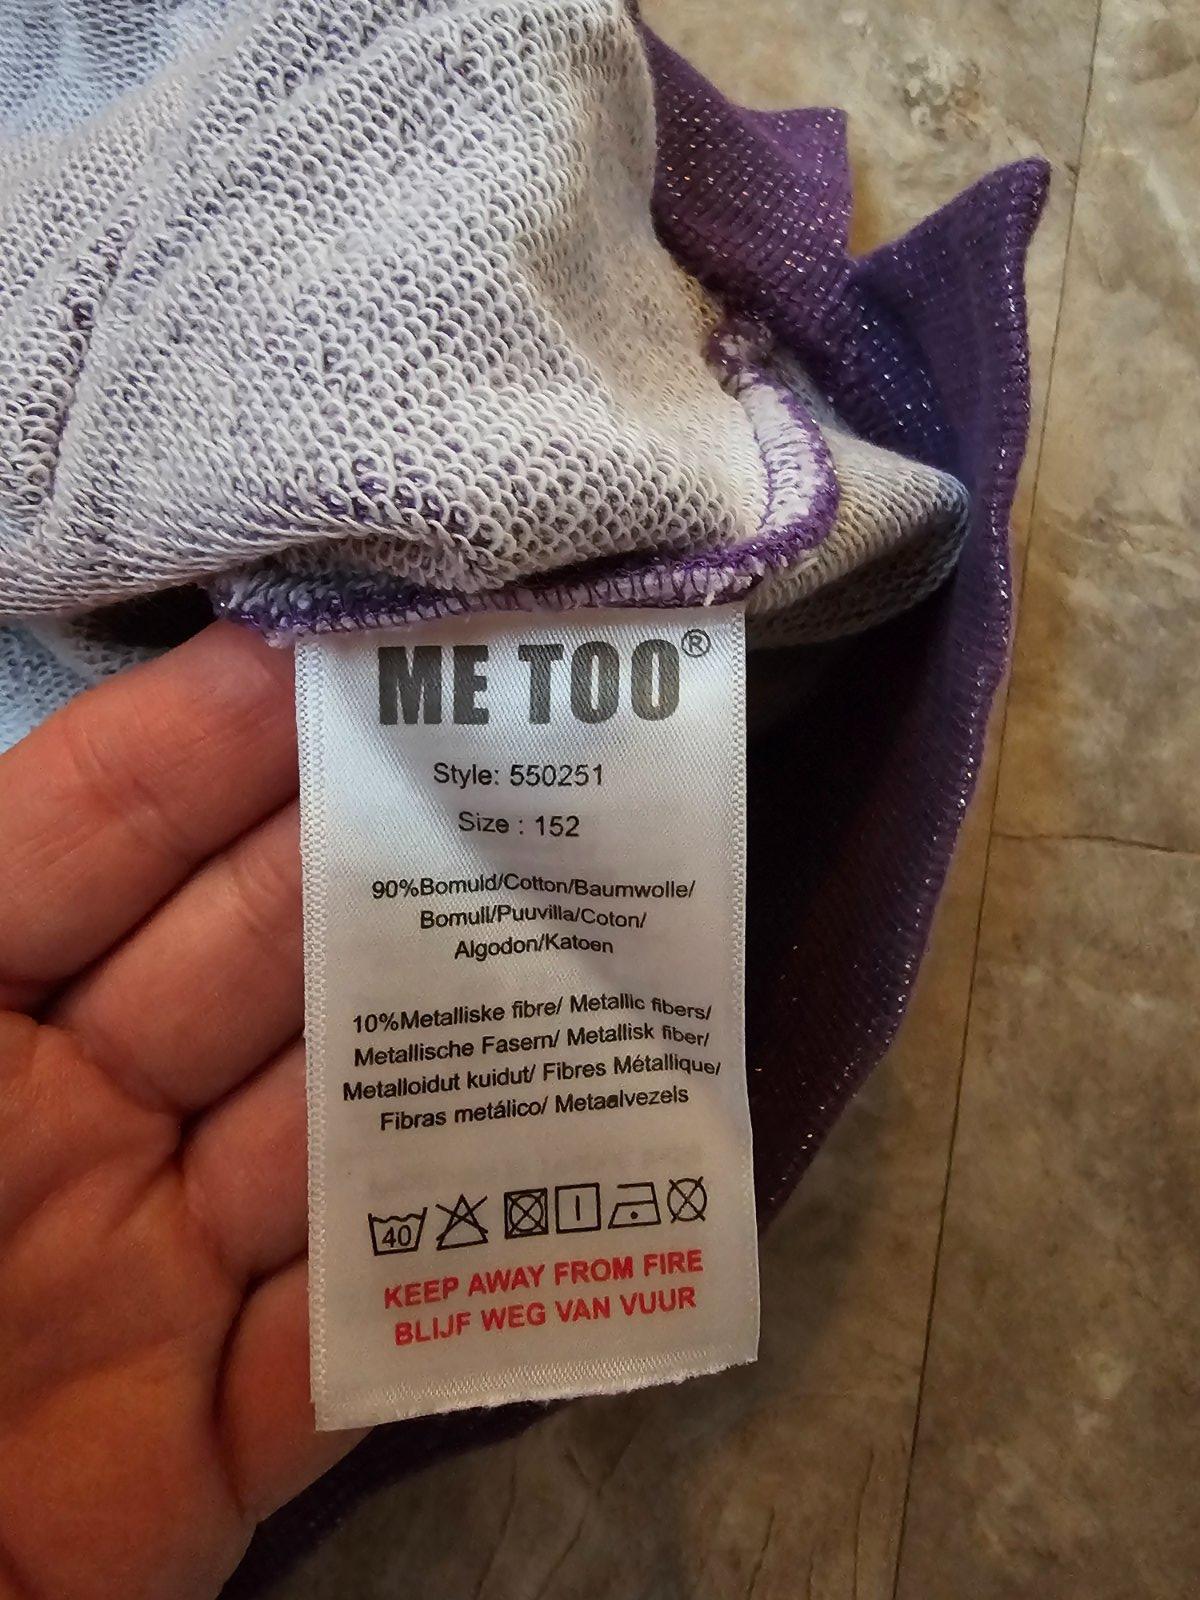 ME TOO®
Style: 550251
Size : 152
90%Bomuld/Cotton/Baumwolle/
Bomull/Puuvilla/Coton/
Algodon/Katoen
10%Metalliske fibre/ Metallic fibers/
Metallische Fasern/ Metallisk fiber/
Metalloidut kuidut/ Fibres Métallique/
Fibras metálico/ Metaalvezels
40
KEEP AWAY FROM FIRE
BLIJF WEG VAN VUUR